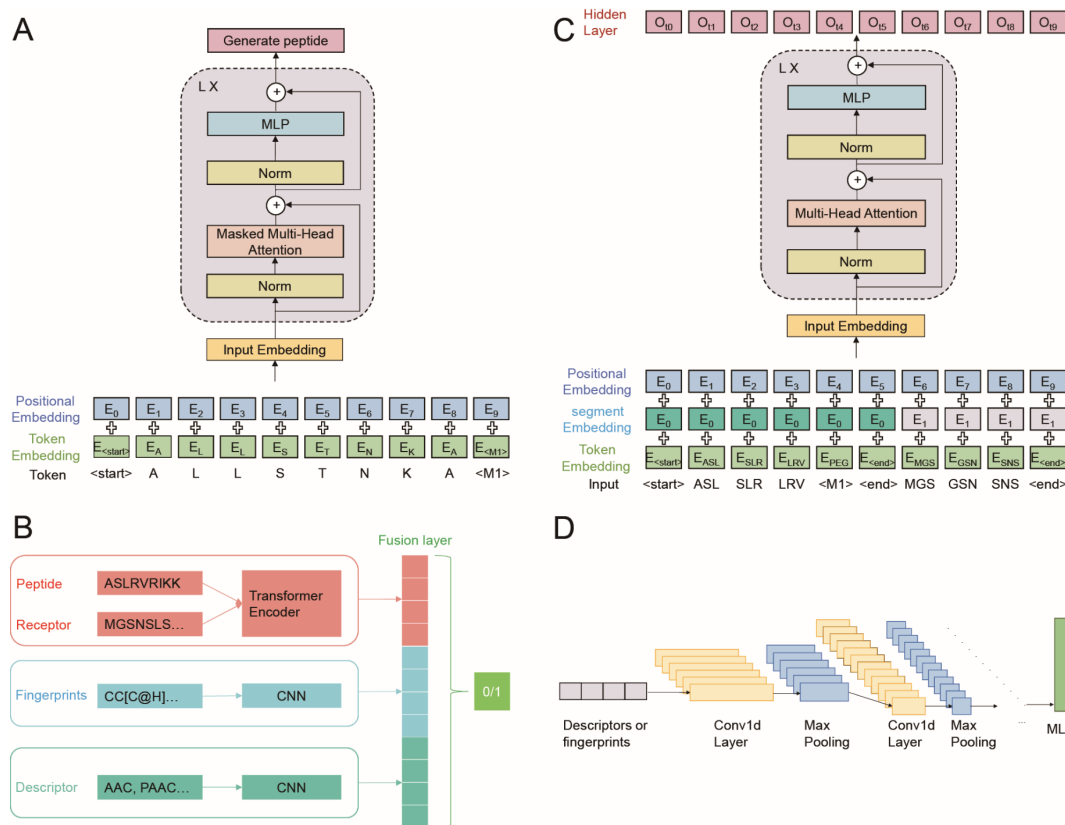 A
Generate peptide
L X
MLP
Norm
Masked Multi-Head
Attention
Norm
Input Embedding
Positional
Embedding
E0 E1 E2 E3 E4 E5 E6 E7 E8 E9
Token
Embedding
E<start> EA EL EL ES ET EN EK EA E<M1>
Token <start> A L L S T N K A <M1>
C
Hidden
Layer
Ot0 Ot1 Ot2 Ot3 Ot4 Ot5 Ot6 Ot7 Ot8 Ot9
L X
MLP
Norm
Multi-Head Attention
Norm
Input Embedding
Positional
Embedding
E0 E1 E2 E3 E4 E5 E6 E7 E8 E9
segment
Embedding
E0 E0 E0 E0 E0 E0 E1 E1 E1 E1
Token
Embedding
E<start> EASL ESLR ELRV EPEG E<end> EMGS EGSN ESNS E<end>
Input <start> ASL SLR LRV <M1> <end> MGS GSN SNS <end>
B
Fusion layer
Peptide
ASLRVRIKK
Receptor
MGSNSLS...
Transformer
Encoder
Fingerprints
CC[C@H]...
CNN
0/1
Descriptor
AAC, PAAC...
CNN
D
Descriptors or
fingerprints
Conv1d
Layer
Max
Pooling
Conv1d
Layer
Max
Pooling
...
ML